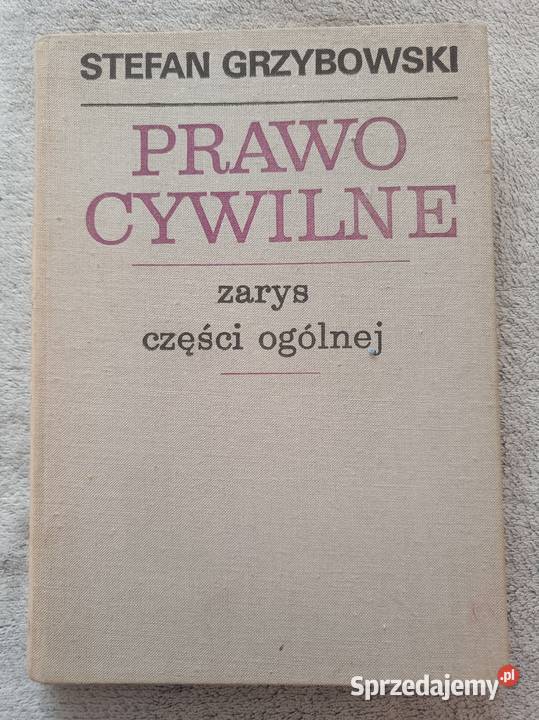 STEFAN GRZYBOWSKI
PRAWO
CYWILNE
zarys
części ogólnej
Sprzedajemy.pl